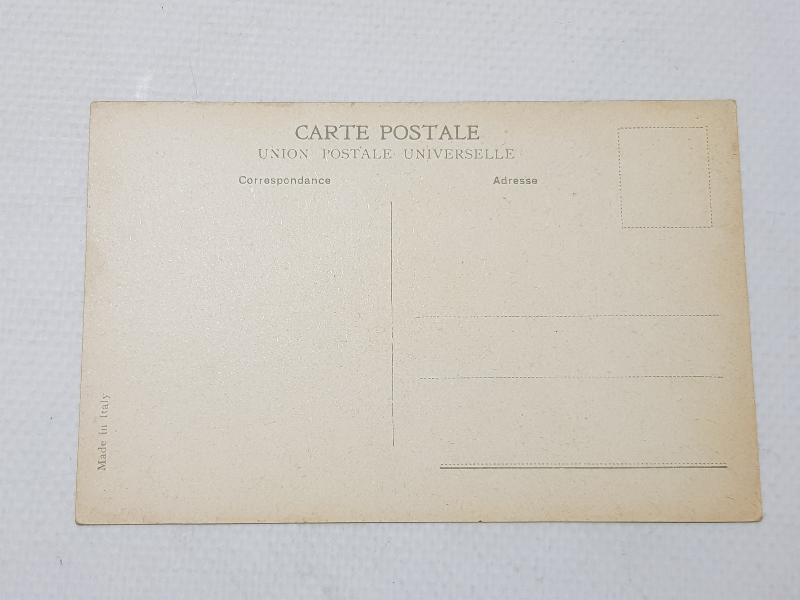 CARTE POSTALE
UNION POSTALE UNIVERSELLE
Correspondance
Adresse
Made in Italy